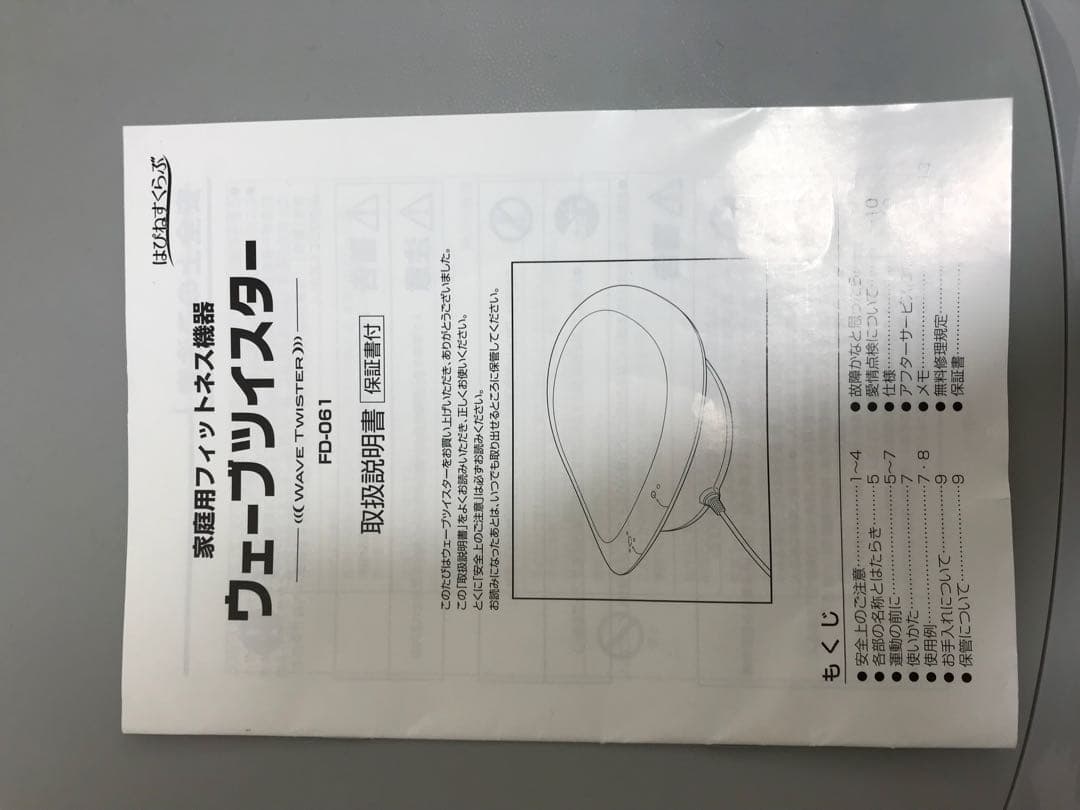 はぴねすくらぶ
家庭用フィットネス機器
ウェーブツイスター
WAVE TWISTER
FD-061
取扱説明書 保証書付
このたびはウェーブツイスターをお買い上げいただき、ありがとうございました。
この「取扱説明書」をよくお読みいただき、正しくお使いください。
とくに「安全上のご注意」は必ずお読みください。
お読みになったあとは、いつでも取り出せるところに保管してください。
もくじ
●安全上のご注意…………1~4
●各部の名称とはたらき……5
●運動の前に………………5~7
●使いかた…………………7
●使用例……………………7・8
●お手入れについて………9
●保管について……………9
●故障かなと思ったら…10
●愛情点検について……
●仕様………………
●アフターサービス
●メモ………………
●無料修理規定………
●保証書………………